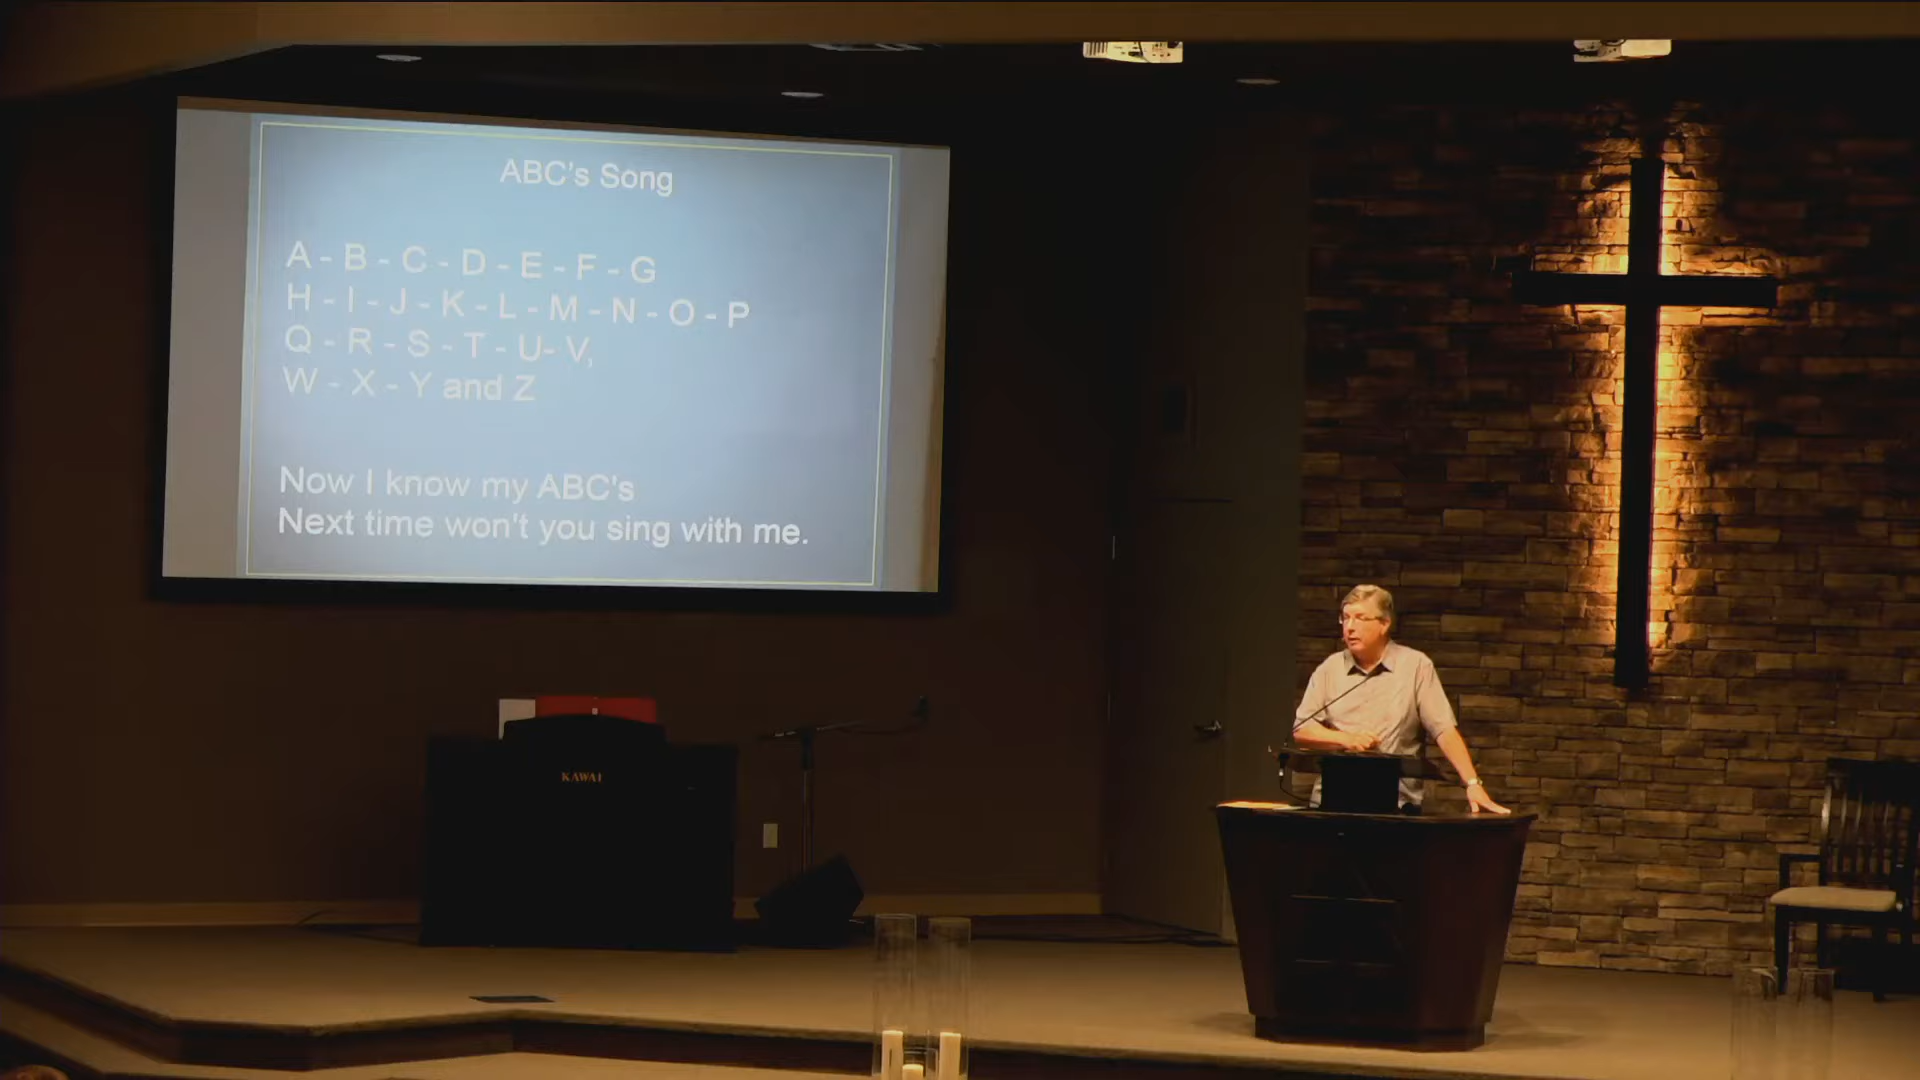 ABC's Song
A - B - C - D - E - F - G
H - I - J - K - L - M - N - O - P
Q - R - S - T - U- V,
W - X - Y and Z
Now I know my ABC's
Next time won't you sing with me.
KAWAI